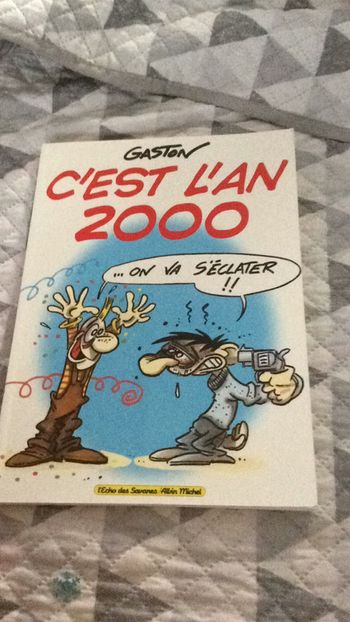 GASTON
C'EST L'AN
2000
... ON VA S'ÉCLATER
!!
l'Echo des Savanes / Albin Michel